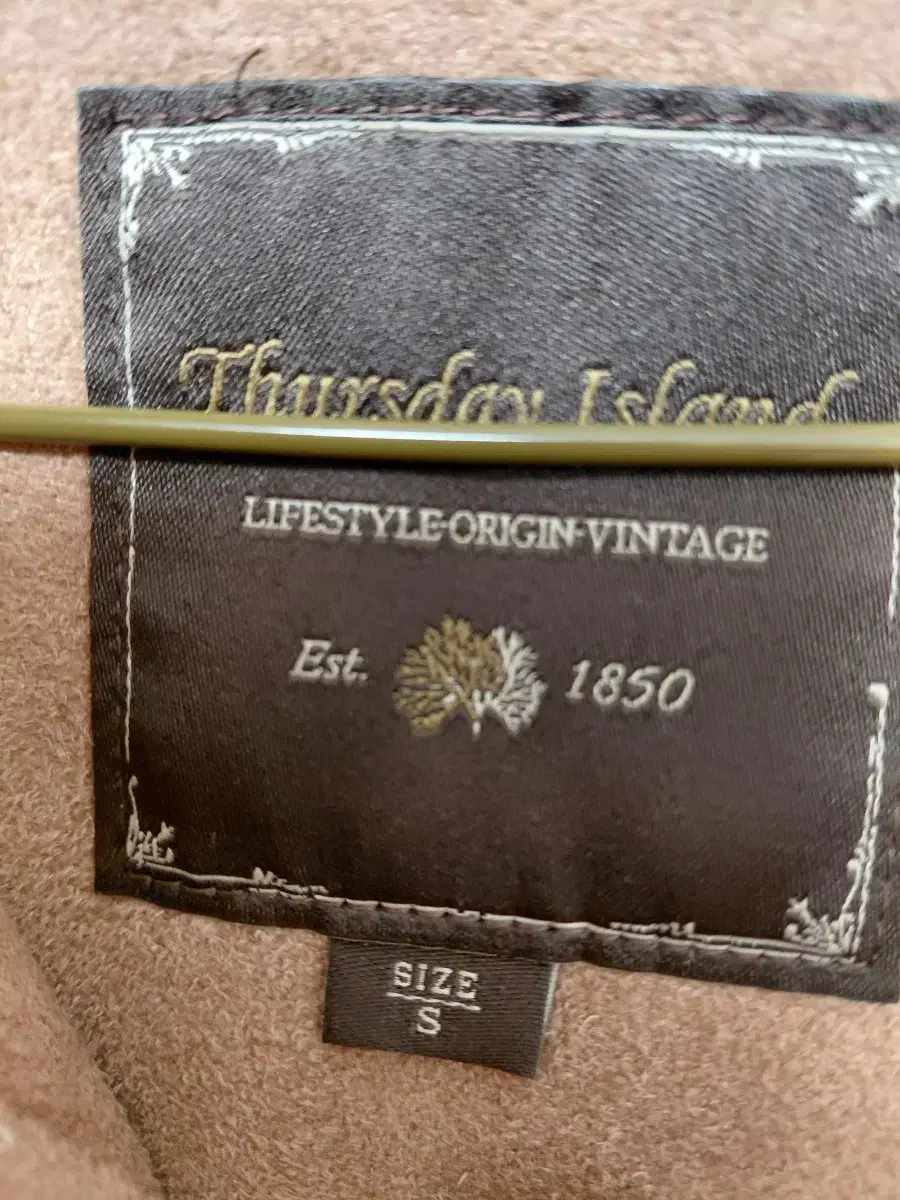 Thursday Island
LIFESTYLE-ORIGIN-VINTAGE
Est. 1850
SIZE
S